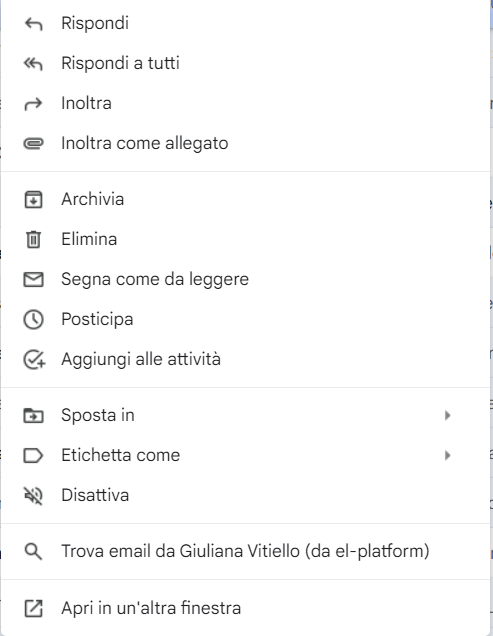 Rispondi
Rispondi a tutti
Inoltra
Inoltra come allegato
Archivia
Elimina
Segna come da leggere
Posticipa
Aggiungi alle attività
Sposta in
Etichetta come
Disattiva
Trova email da Giuliana Vitiello (da el-platform)
Apri in un'altra finestra